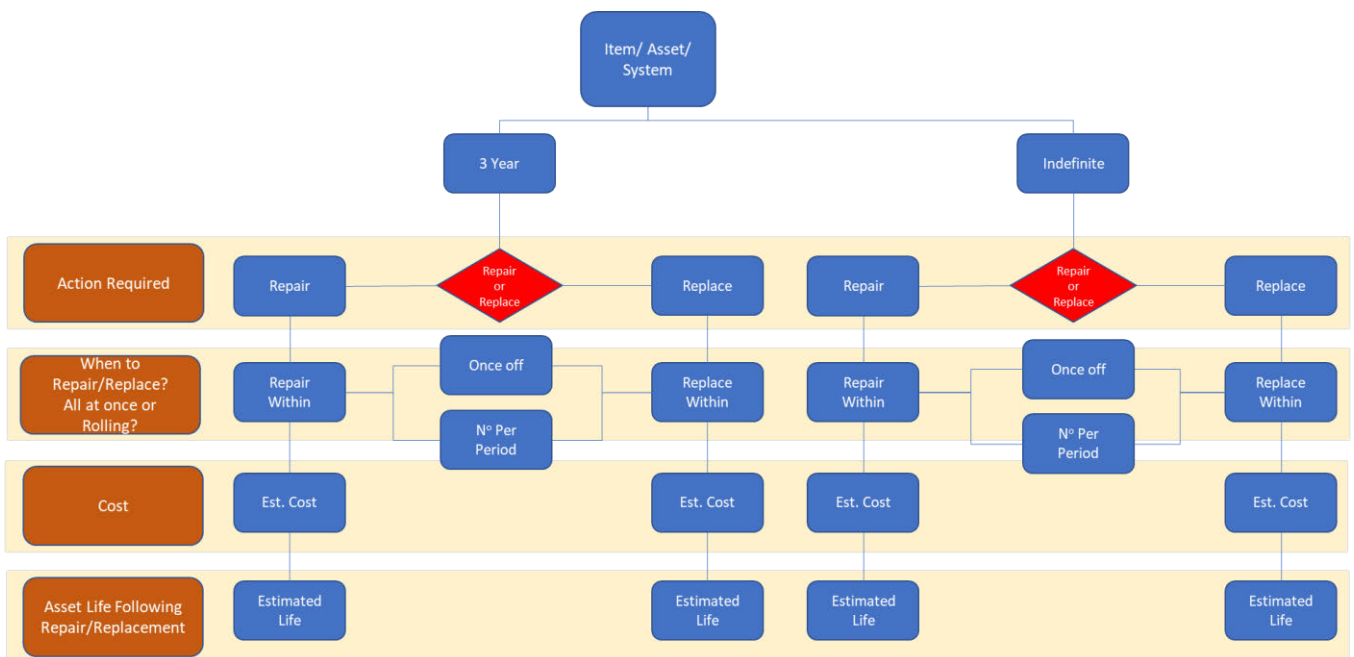 Item/ Asset/
System
3 Year
Indefinite
Action Required
Repair
Repair
or
Replace
Replace
Repair
Repair
or
Replace
Replace
When to
Repair/Replace?
All at once or
Rolling?
Repair
Within
Once off
Nº Per
Period
Replace
Within
Repair
Within
Once off
Nº Per
Period
Replace
Within
Cost
Est. Cost
Est. Cost
Est. Cost
Est. Cost
Asset Life Following
Repair/Replacement
Estimated
Life
Estimated
Life
Estimated
Life
Estimated
Life